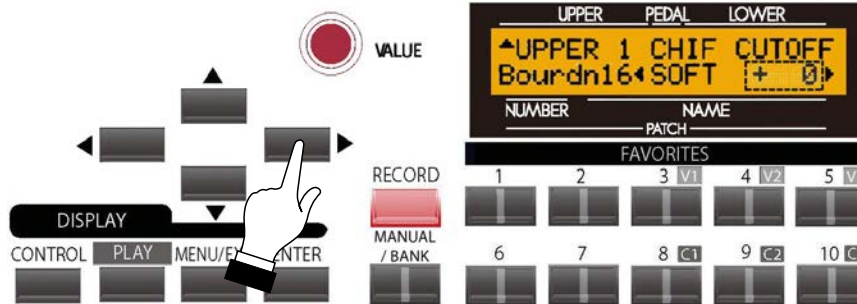 UPPER PEDAL LOWER
VALUE
▲UPPER 1 CHIF CUTOFF
Bourdn16◀SOFT + 0▶
NUMBER NAME
PATCH
FAVORITES
RECORD
1 2 3 V1 4 V2 5 V
DISPLAY
MANUAL
/ BANK
CONTROL PLAY MENU/EX NTER
6 7 8 C1 9 C2 10 C